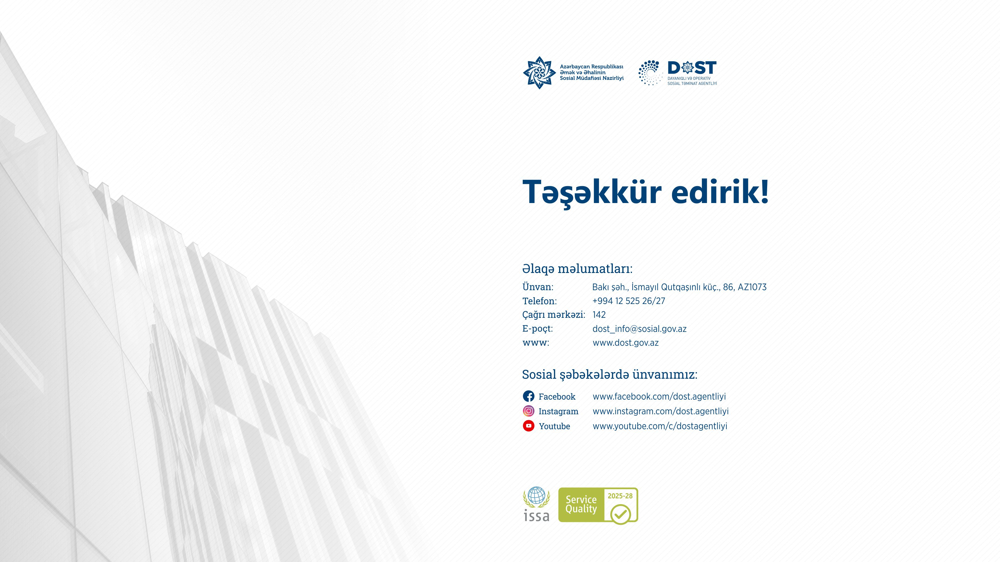 Azərbaycan Respublikası
Əmək və Əhalinin
Sosial Müdafiəsi Nazirliyi
DOST
DAYANIQLI VƏ OPERATİV
SOSİAL TƏMİNAT AGENTLİYİ
Təşəkkür edirik!
Əlaqə məlumatları:
Ünvan: Bakı şəh., İsmayıl Qutqaşınlı küç., 86, AZ1073
Telefon: +994 12 525 26/27
Çağrı mərkəzi: 142
E-poçt: dost_info@sosial.gov.az
www: www.dost.gov.az
Sosial şəbəkələrdə ünvanımız:
Facebook www.facebook.com/dost.agentliyi
Instagram www.instagram.com/dost.agentliyi
Youtube www.youtube.com/c/dostagentliyi
issa
Service
Quality
2025-28